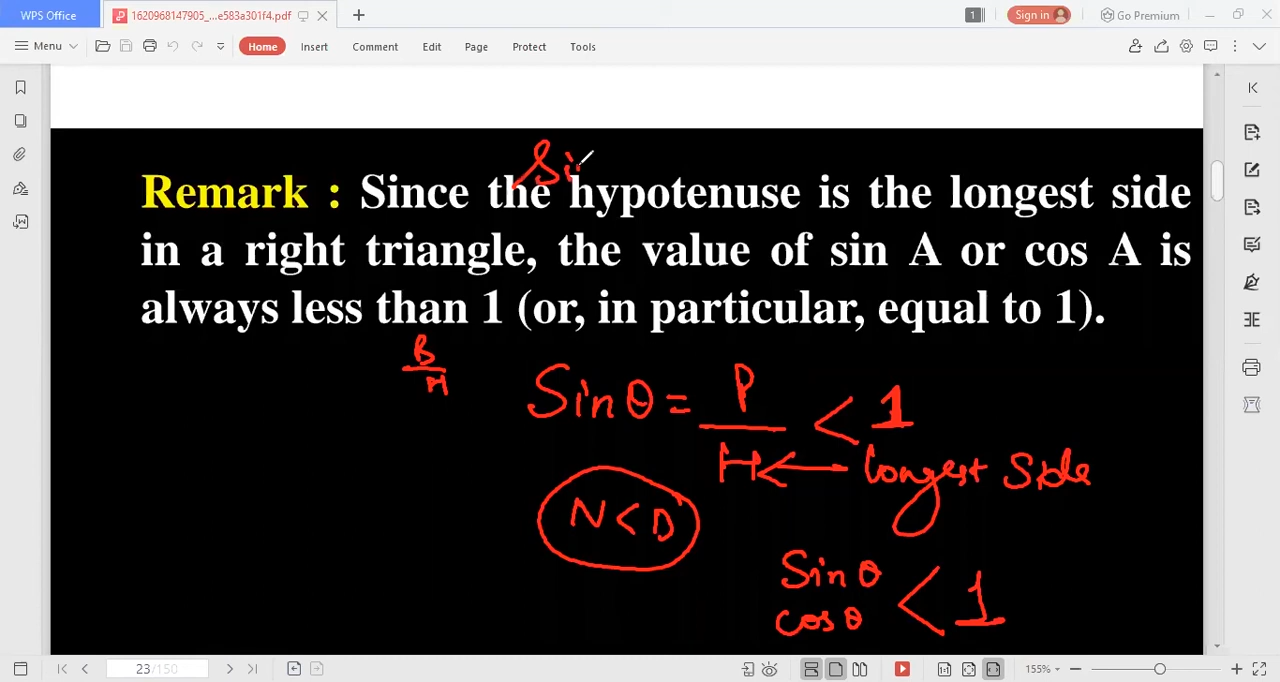 WPS Office
1620968147905_...e583a301f4.pdf
1
Sign in
Go Premium
Menu
Home
Insert
Comment
Edit
Page
Protect
Tools
Si
Remark : Since the hypotenuse is the longest side
in a right triangle, the value of sin A or cos A is
always less than 1 (or, in particular, equal to 1).
B
H
Sinθ = P/H < 1
Longest Side
N < D
Sinθ
cosθ < 1
23/150
155%